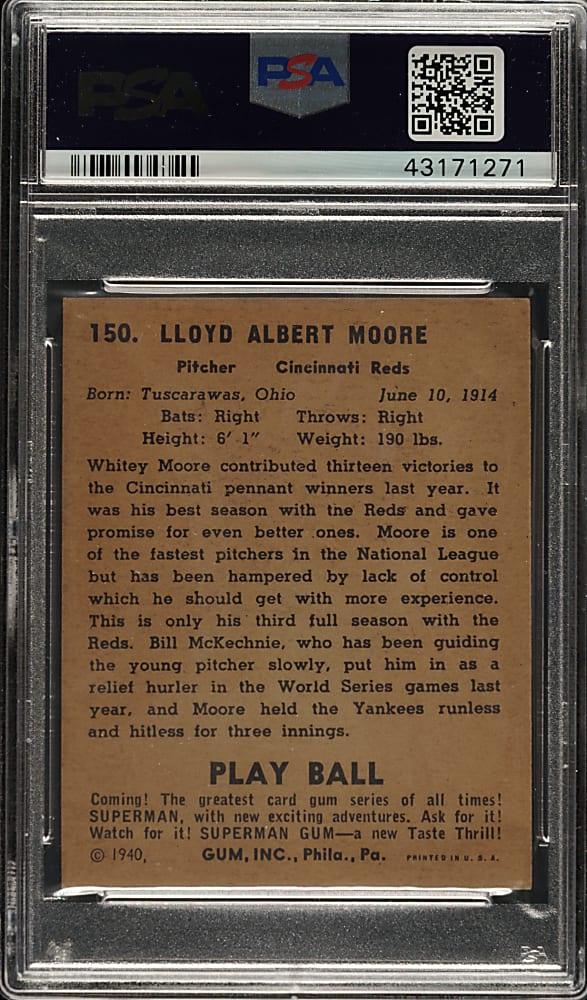 PSA
PSA
43171271
150. LLOYD ALBERT MOORE
Pitcher Cincinnati Reds
Born: Tuscarawas, Ohio June 10, 1914
Bats: Right Throws: Right
Height: 6' 1" Weight: 190 lbs.
Whitey Moore contributed thirteen victories to
the Cincinnati pennant winners last year. It
was his best season with the Reds and gave
promise for even better ones. Moore is one
of the fastest pitchers in the National League
but has been hampered by lack of control
which he should get with more experience.
This is only his third full season with the
Reds. Bill McKechnie, who has been guiding
the young pitcher slowly, put him in as a
relief hurler in the World Series games last
year, and Moore held the Yankees runless
and hitless for three innings.
PLAY BALL
Coming! The greatest card gum series of all times!
SUPERMAN, with new exciting adventures. Ask for it!
Watch for it! SUPERMAN GUM—a new Taste Thrill!
© 1940, GUM, INC., Phila., Pa. PRINTED IN U. S. A.
PSA